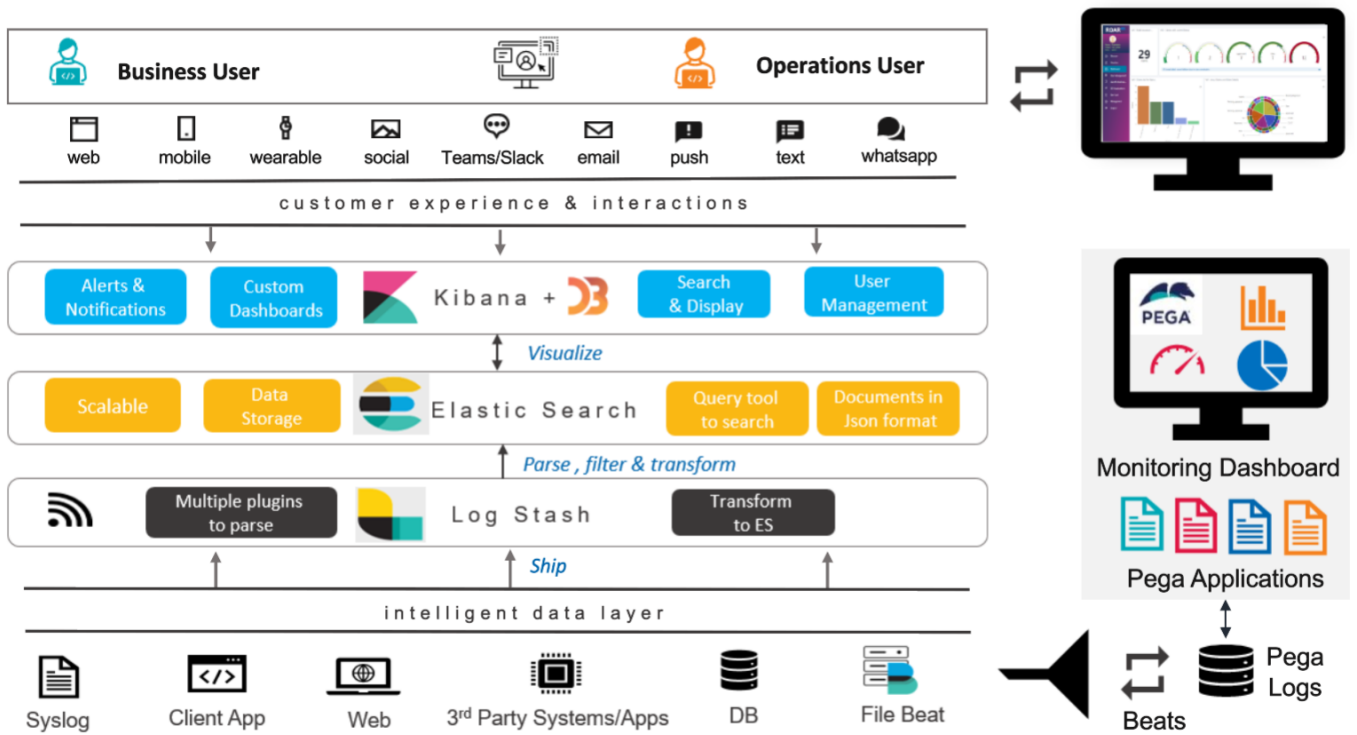 Business User
Operations User
web
mobile
wearable
social
Teams/Slack
email
push
text
whatsapp
customer experience & interactions
Alerts &
Notifications
Custom
Dashboards
Kibana +
Search
& Display
User
Management
Visualize
Scalable
Data
Storage
Elastic Search
Query tool
to search
Documents in
Json format
Parse , filter & transform
Multiple plugins
to parse
Log Stash
Transform
to ES
Ship
intelligent data layer
Syslog
Client App
Web
3rd Party Systems/Apps
DB
File Beat
ROAR
29
PEGA
Monitoring Dashboard
Pega Applications
Beats
Pega
Logs